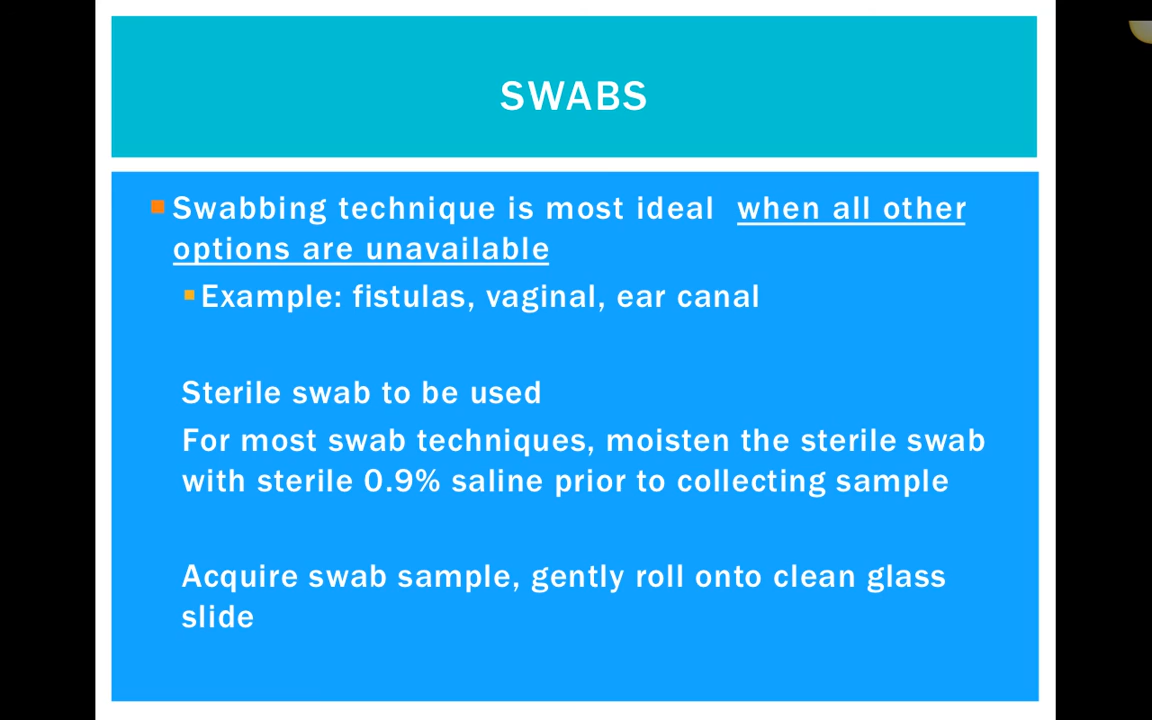 SWABS
Swabbing technique is most ideal when all other
options are unavailable
Example: fistulas, vaginal, ear canal
Sterile swab to be used
For most swab techniques, moisten the sterile swab
with sterile 0.9% saline prior to collecting sample
Acquire swab sample, gently roll onto clean glass
slide